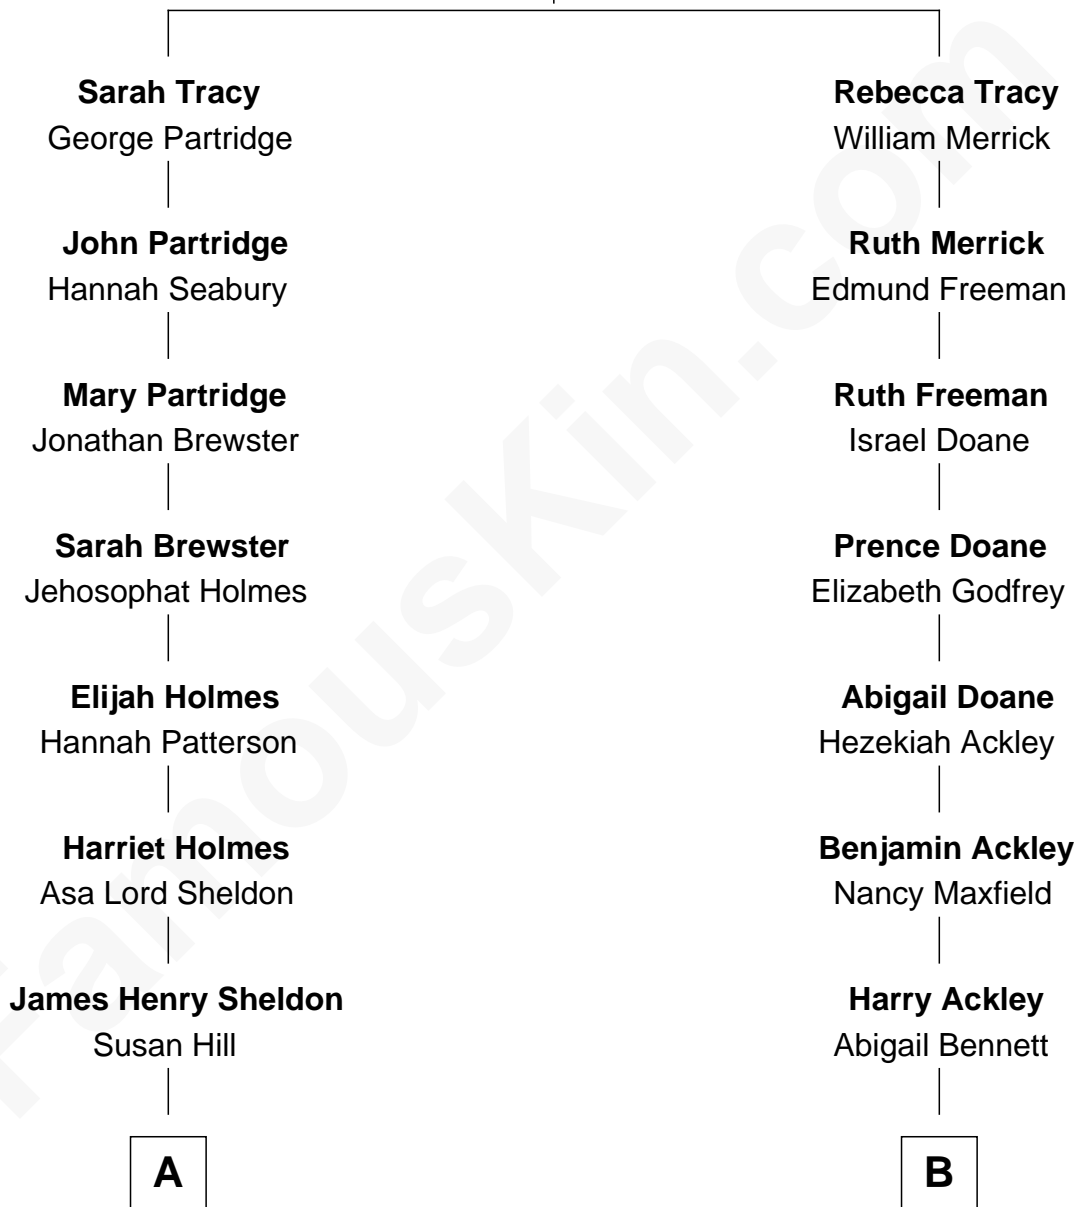 Sarah Tracy
George Partridge
John Partridge
Hannah Seabury
Mary Partridge
Jonathan Brewster
Sarah Brewster
Jehosophat Holmes
Elijah Holmes
Hannah Patterson
Harriet Holmes
Asa Lord Sheldon
James Henry Sheldon
Susan Hill
A
Rebecca Tracy
William Merrick
Ruth Merrick
Edmund Freeman
Ruth Freeman
Israel Doane
Prence Doane
Elizabeth Godfrey
Abigail Doane
Hezekiah Ackley
Benjamin Ackley
Nancy Maxfield
Harry Ackley
Abigail Bennett
B
FamousKin.com